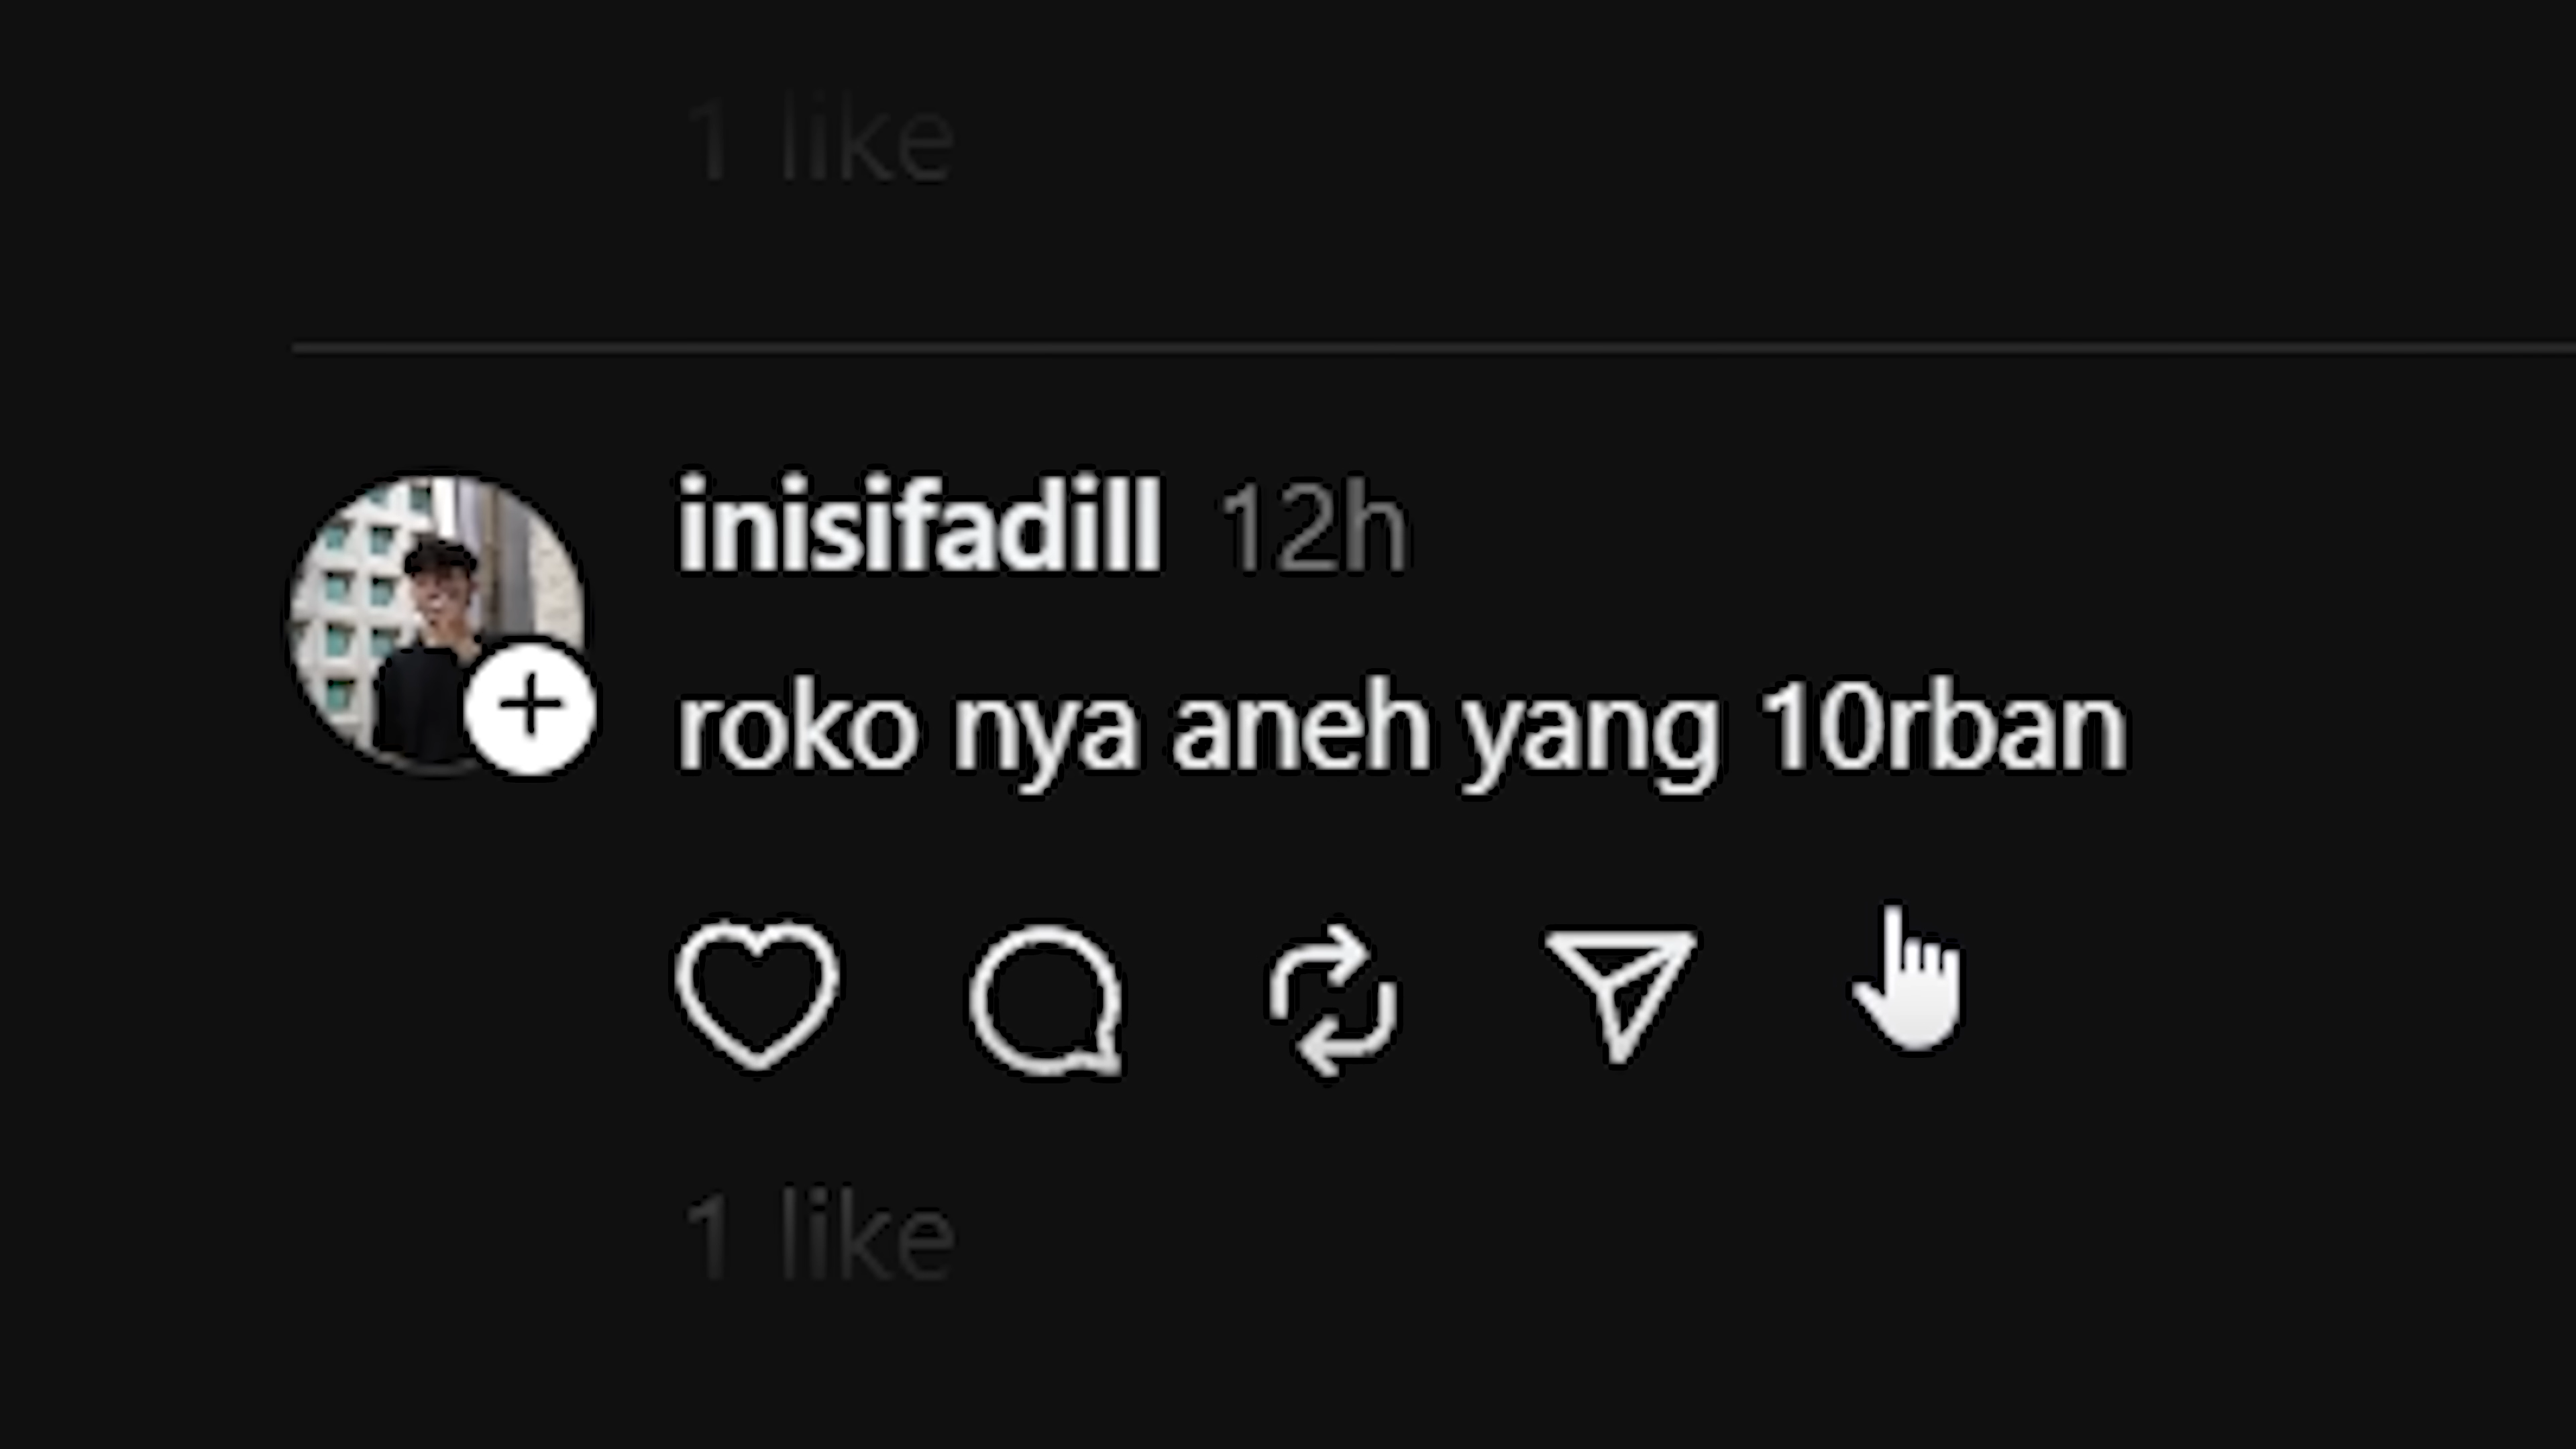 1 like
inisifadill 12h
roko nya aneh yang 10rban
1 like